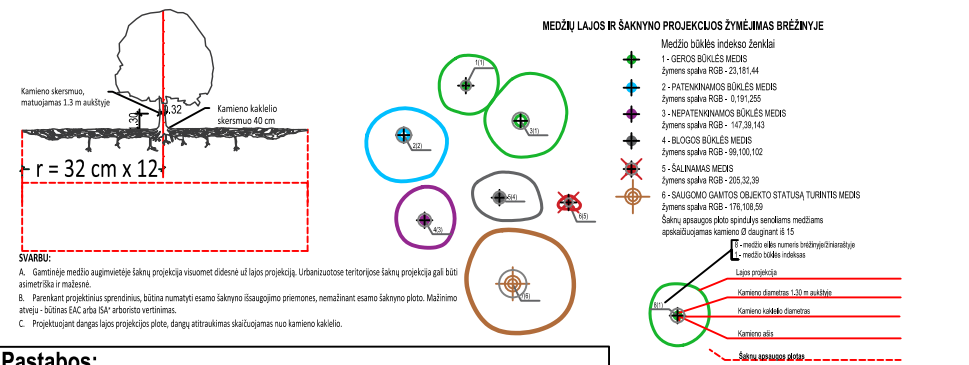 MEDŽIŲ LAJOS IR ŠAKNYNO PROJEKCIJOS ŽYMĖJIMAS BRĖŽINYJE
Kamieno skersmuo,
matuojamas 1.3 m aukštyje
.32
1.30
Kamieno kaklelio
skersmuo 40 cm
r = 32 cm x 12
1(1)
3(1)
2(2)
5(4)
4(3)
6(5)
7(6)
Medžio būklės indekso ženklai
1 - GEROS BŪKLĖS MEDIS
žymens spalva RGB - 23,181,44
2 - PATENKINAMOS BŪKLĖS MEDIS
žymens spalva RGB - 0,191,255
3 - NEPATENKINAMOS BŪKLĖS MEDIS
žymens spalva RGB - 147,39,143
4 - BLOGOS BŪKLĖS MEDIS
žymens spalva RGB - 99,100,102
5 - ŠALINAMAS MEDIS
žymens spalva RGB - 205,32,39
6 - SAUGOMO GAMTOS OBJEKTO STATUSĄ TURINTIS MEDIS
žymens spalva RGB - 176,108,59
Šaknų apsaugos ploto spindulys senoliams medžiams
apskaičiuojamas kamieno Ø dauginant iš 15
8 - medžio eilės numeris brėžinyje/žiniaraštyje
1 - medžio būklės indeksas
8(1)
Lajos projekcija
Kamieno diametras 1.30 m aukštyje
Kamieno kaklelio diametras
Kamieno ašis
Šaknų apsaugos plotas
SVARBU:
A. Gamtinėje medžio augimvietėje šaknų projekcija visuomet didesnė už lajos projekciją. Urbanizuotose teritorijose šaknų projekcija gali būti
asimetriška ir mažesnė.
B. Parenkant projektinius sprendinius, būtina numatyti esamo šaknyno išsaugojimo priemones, nemažinant esamo šaknyno ploto. Mažinimo
atveju - būtinas EAC arba ISA* arboristo vertinimas.
C. Projektuojant dangas lajos projekcijos plote, dangų atitraukimas skaičiuojamas nuo kamieno kaklelio.
Pastabos: